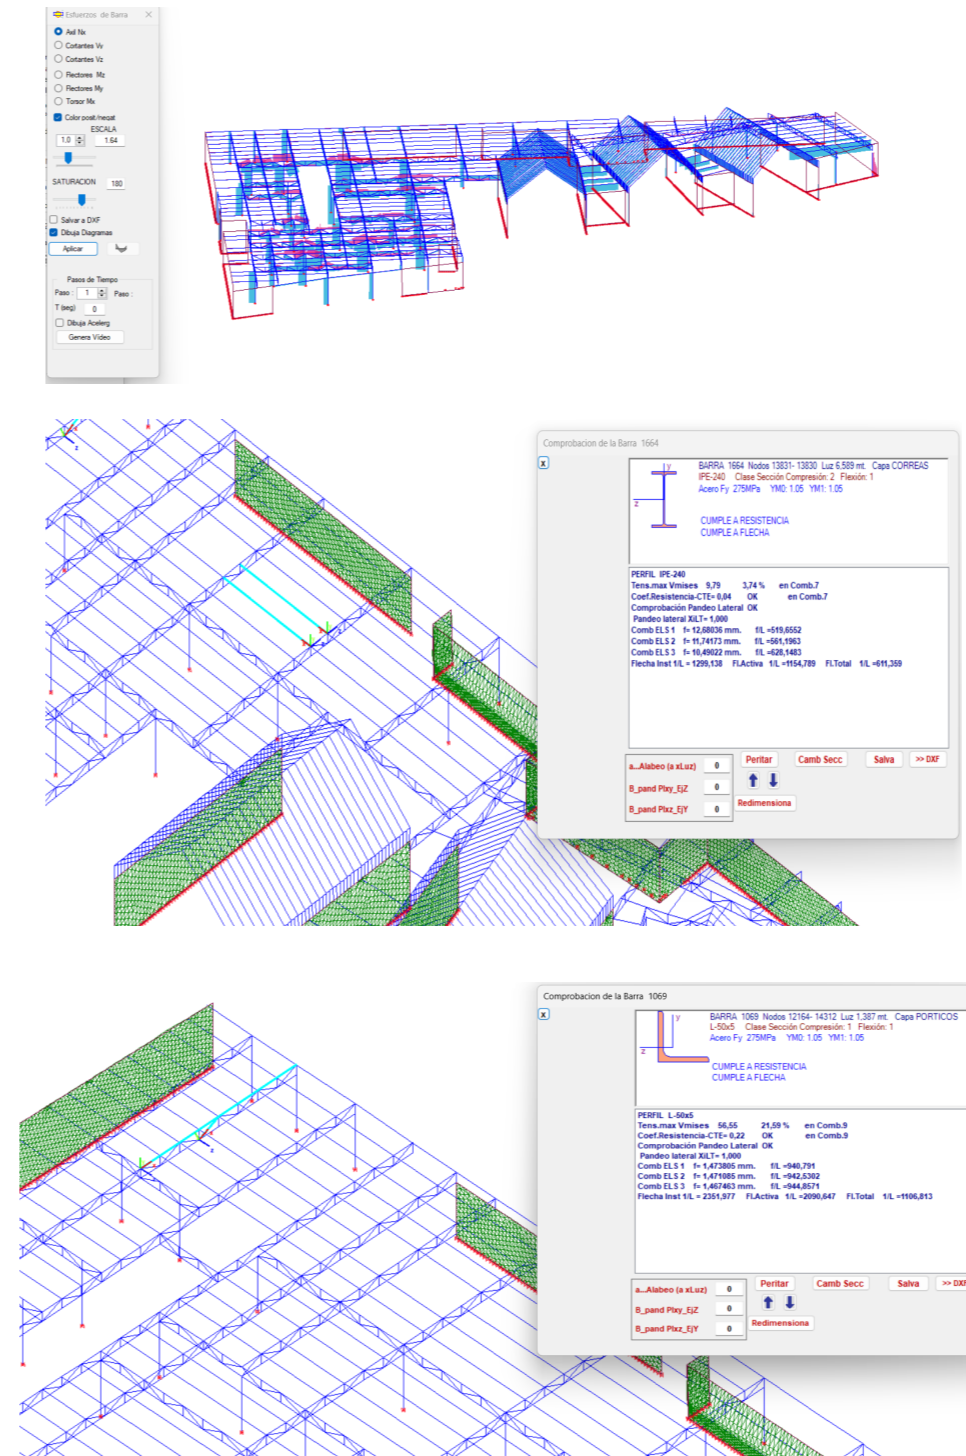 Esfuerzos de Barra
Axil Nx
Cortantes Vy
Cortantes Vz
Flectores Mz
Flectores My
Torsor Mx
Color posit/negat
ESCALA
1.0 1.64
SATURACION 180
Salvar a DXF
Dibuja Diagramas
Aplicar
Pasos de Tiempo
Paso : 1 Paso :
T (seg) 0
Dibuja Acelerg
Genera Vídeo
Comprobacion de la Barra 1664
x
y
z
BARRA 1664 Nodos 13831- 13830 Luz 6,589 mt. Capa CORREAS
IPE-240 Clase Sección Compresión: 2 Flexión: 1
Acero Fy 275MPa YM0: 1.05 YM1: 1.05
CUMPLE A RESISTENCIA
CUMPLE A FLECHA
PERFIL IPE-240
Tens.max Vmises 9,79 3,74 % en Comb.7
Coef.Resistencia-CTE= 0,04 OK en Comb.7
Comprobación Pandeo Lateral OK
Pandeo lateral XiLT= 1,000
Comb ELS 1 f= 12,68036 mm. f/L =519,6552
Comb ELS 2 f= 11,74173 mm. f/L =561,1963
Comb ELS 3 f= 10,49022 mm. f/L =628,1483
Flecha Inst 1/L = 1299,138 Fl.Activa 1/L =1154,789 Fl.Total 1/L =611,359
a...Alabeo (a xLuz) 0
B_pand Plxy_EjZ 0
B_pand Plxz_EjY 0
Peritar
Camb Secc
Salva
>> DXF
Redimensiona
Comprobacion de la Barra 1069
x
y
z
BARRA 1069 Nodos 12164- 14312 Luz 1,387 mt. Capa PORTICOS
L-50x5 Clase Sección Compresión: 1 Flexión: 1
Acero Fy 275MPa YM0: 1.05 YM1: 1.05
CUMPLE A RESISTENCIA
CUMPLE A FLECHA
PERFIL L-50x5
Tens.max Vmises 56,55 21,59 % en Comb.9
Coef.Resistencia-CTE= 0,22 OK en Comb.9
Comprobación Pandeo Lateral OK
Pandeo lateral XiLT= 1,000
Comb ELS 1 f= 1,473805 mm. f/L =940,791
Comb ELS 2 f= 1,471085 mm. f/L =942,5302
Comb ELS 3 f= 1,467463 mm. f/L =944,8571
Flecha Inst 1/L = 2351,977 Fl.Activa 1/L =2090,647 Fl.Total 1/L =1106,813
a...Alabeo (a xLuz) 0
B_pand Plxy_EjZ 0
B_pand Plxz_EjY 0
Peritar
Camb Secc
Salva
>> DXF
Redimensiona